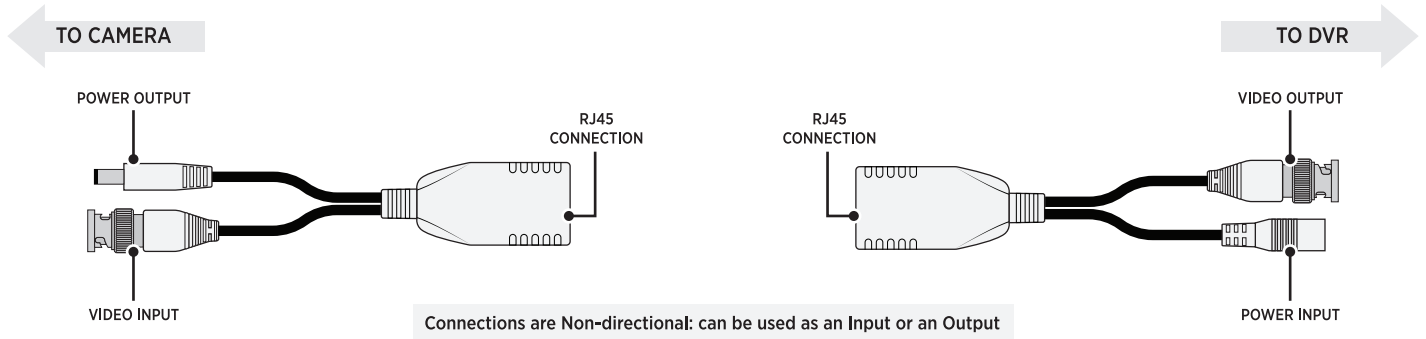 TO CAMERA
TO DVR
POWER OUTPUT
VIDEO OUTPUT
RJ45
CONNECTION
RJ45
CONNECTION
VIDEO INPUT
POWER INPUT
Connections are Non-directional: can be used as an Input or an Output